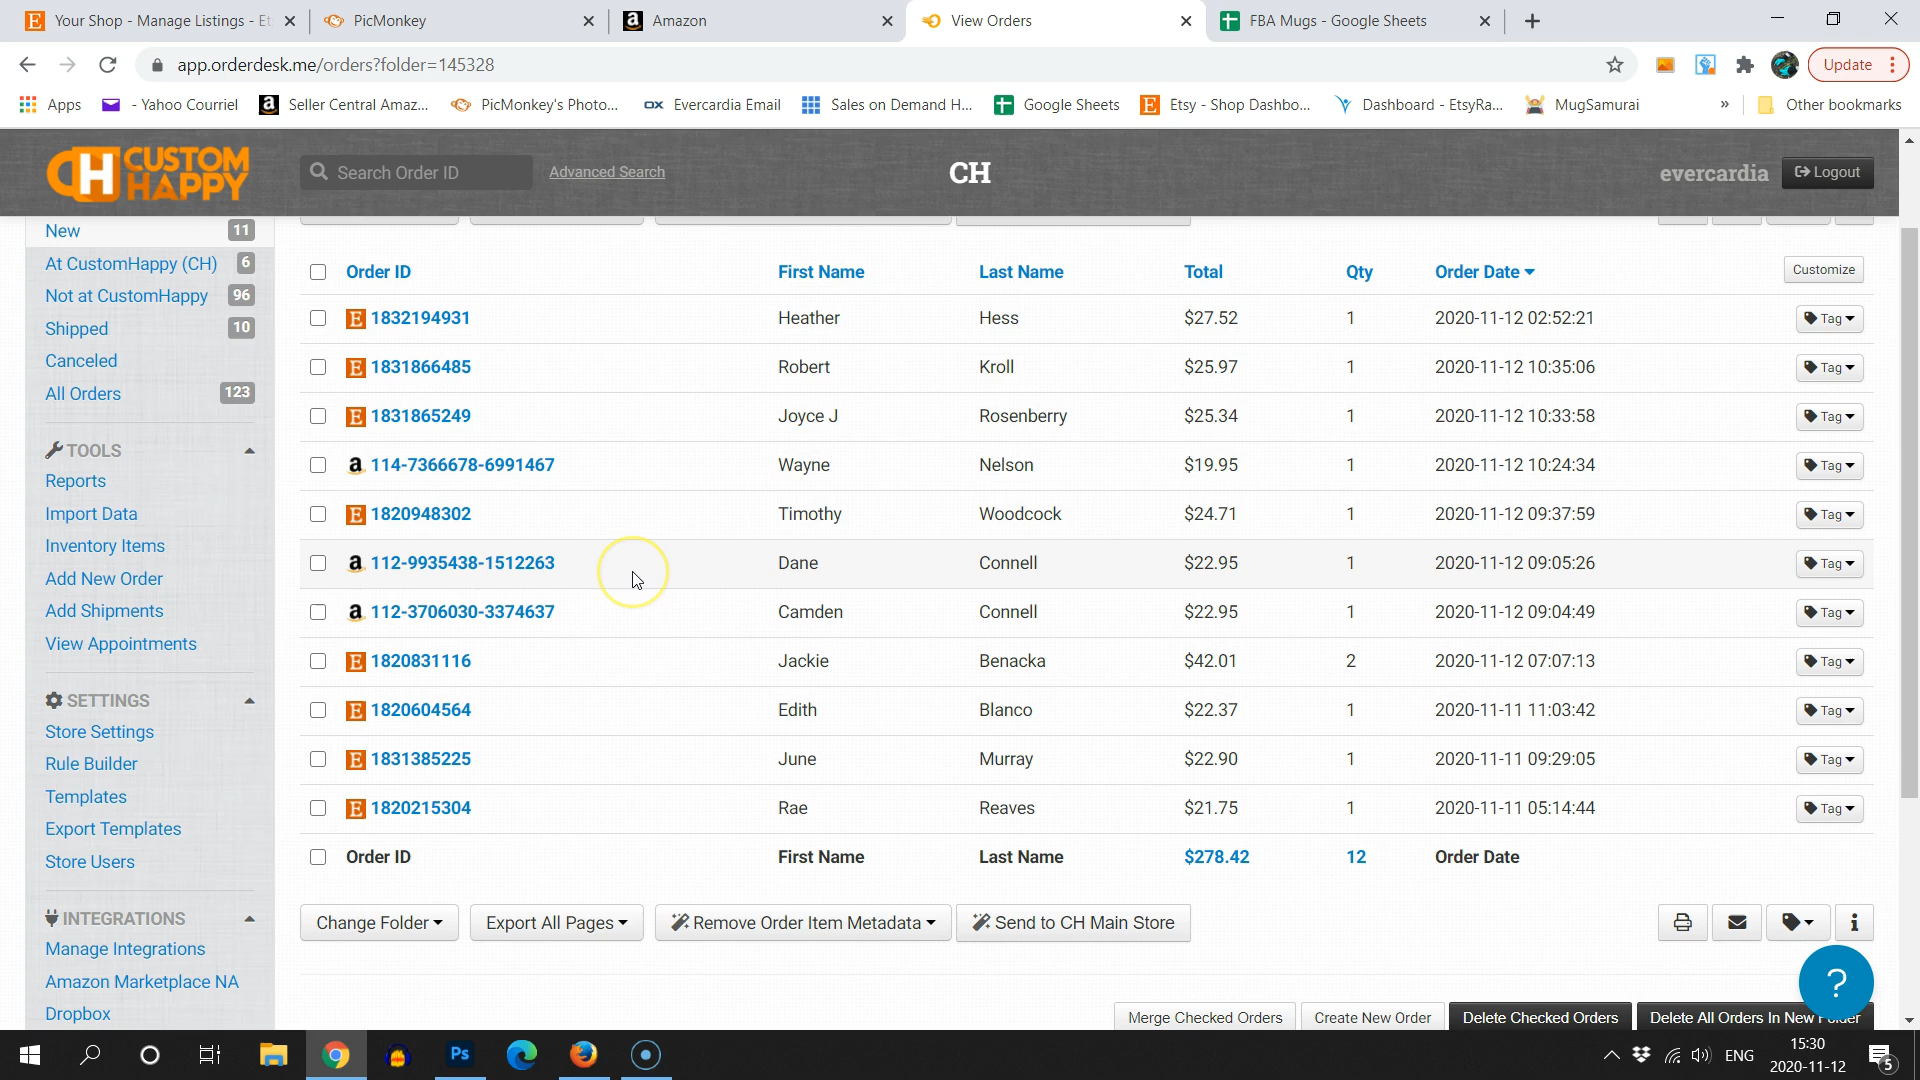 Your Shop - Manage Listings - Et
PicMonkey
Amazon
View Orders
FBA Mugs - Google Sheets
app.orderdesk.me/orders?folder=145328
Update
Apps
- Yahoo Courriel
Seller Central Amaz...
PicMonkey's Photo...
Evercardia Email
Sales on Demand H...
Google Sheets
Etsy - Shop Dashbo...
Dashboard - EtsyRa...
MugSamurai
»
Other bookmarks
CH CUSTOM HAPPY
Search Order ID
Advanced Search
CH
evercardia
Logout
New 11
At CustomHappy (CH) 6
Not at CustomHappy 96
Shipped 10
Canceled
All Orders 123
TOOLS
Reports
Import Data
Inventory Items
Add New Order
Add Shipments
View Appointments
SETTINGS
Store Settings
Rule Builder
Templates
Export Templates
Store Users
INTEGRATIONS
Manage Integrations
Amazon Marketplace NA
Dropbox
Order ID First Name Last Name Total Qty Order Date Customize
E 1832194931 Heather Hess $27.52 1 2020-11-12 02:52:21 Tag
E 1831866485 Robert Kroll $25.97 1 2020-11-12 10:35:06 Tag
E 1831865249 Joyce J Rosenberry $25.34 1 2020-11-12 10:33:58 Tag
a 114-7366678-6991467 Wayne Nelson $19.95 1 2020-11-12 10:24:34 Tag
E 1820948302 Timothy Woodcock $24.71 1 2020-11-12 09:37:59 Tag
a 112-9935438-1512263 Dane Connell $22.95 1 2020-11-12 09:05:26 Tag
a 112-3706030-3374637 Camden Connell $22.95 1 2020-11-12 09:04:49 Tag
E 1820831116 Jackie Benacka $42.01 2 2020-11-12 07:07:13 Tag
E 1820604564 Edith Blanco $22.37 1 2020-11-11 11:03:42 Tag
E 1831385225 June Murray $22.90 1 2020-11-11 09:29:05 Tag
E 1820215304 Rae Reaves $21.75 1 2020-11-11 05:14:44 Tag
Order ID First Name Last Name $278.42 12 Order Date
Change Folder
Export All Pages
Remove Order Item Metadata
Send to CH Main Store
i
?
Merge Checked Orders
Create New Order
Delete Checked Orders
Delete All Orders In New Folder
Ps
ENG
15:30
2020-11-12
5